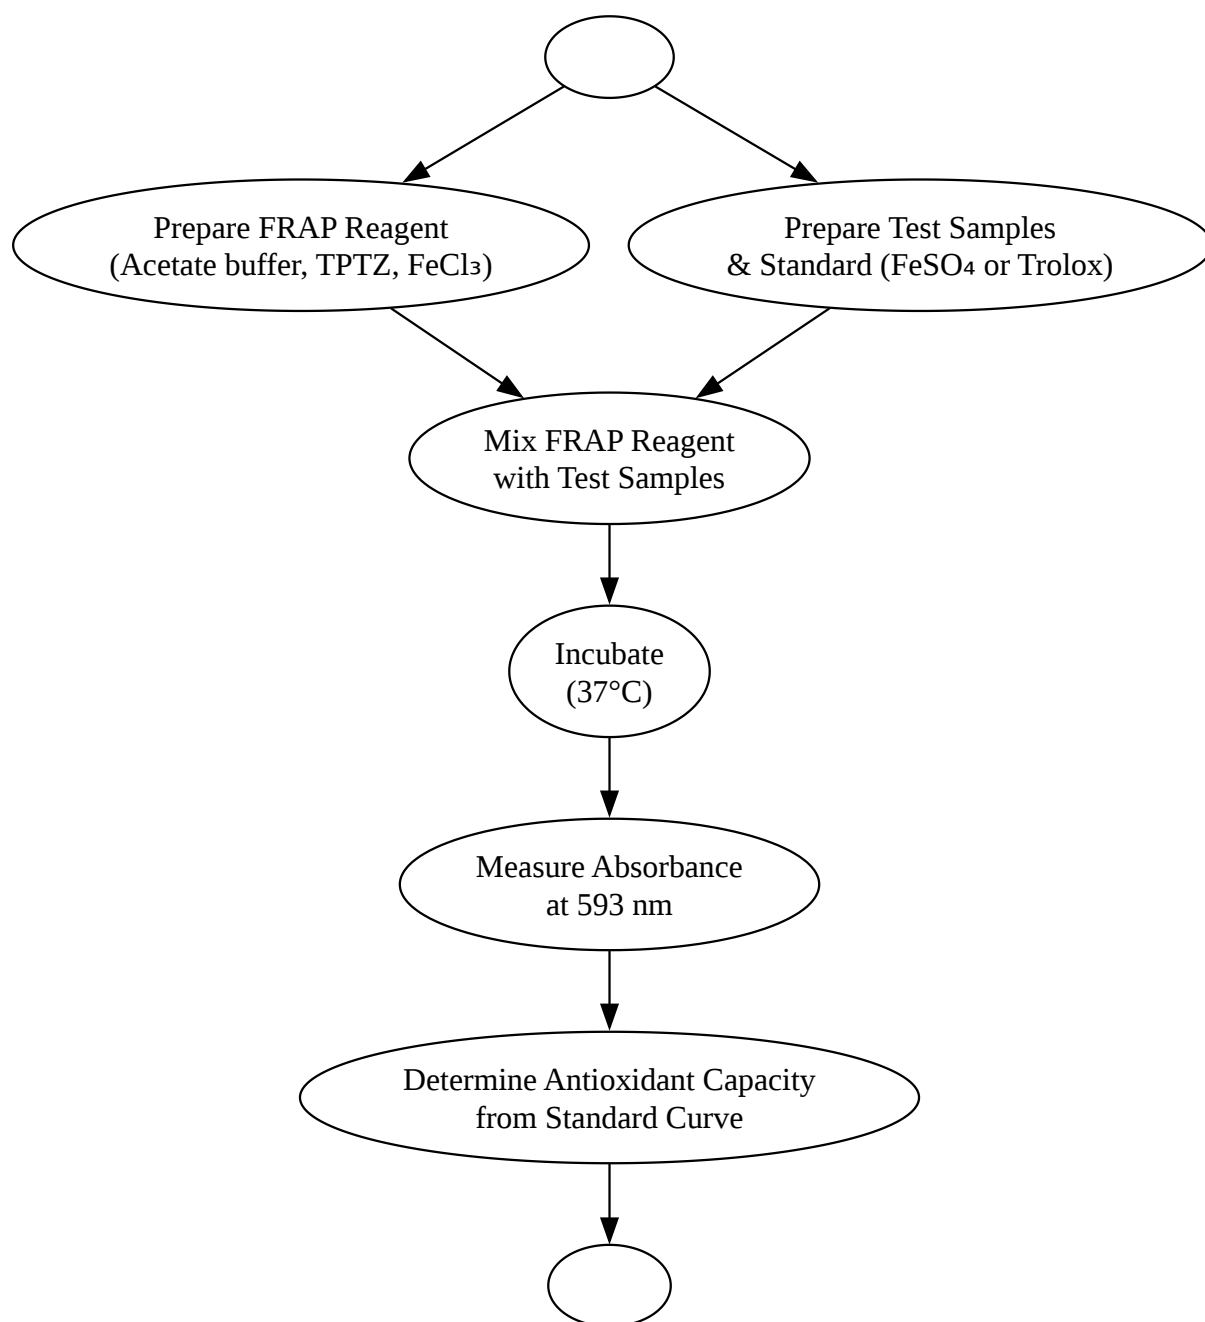 Prepare FRAP Reagent
(Acetate buffer, TPTZ, FeCl₃)
Prepare Test Samples
& Standard (FeSO₄ or Trolox)
Mix FRAP Reagent
with Test Samples
Incubate
(37°C)
Measure Absorbance
at 593 nm
Determine Antioxidant Capacity
from Standard Curve